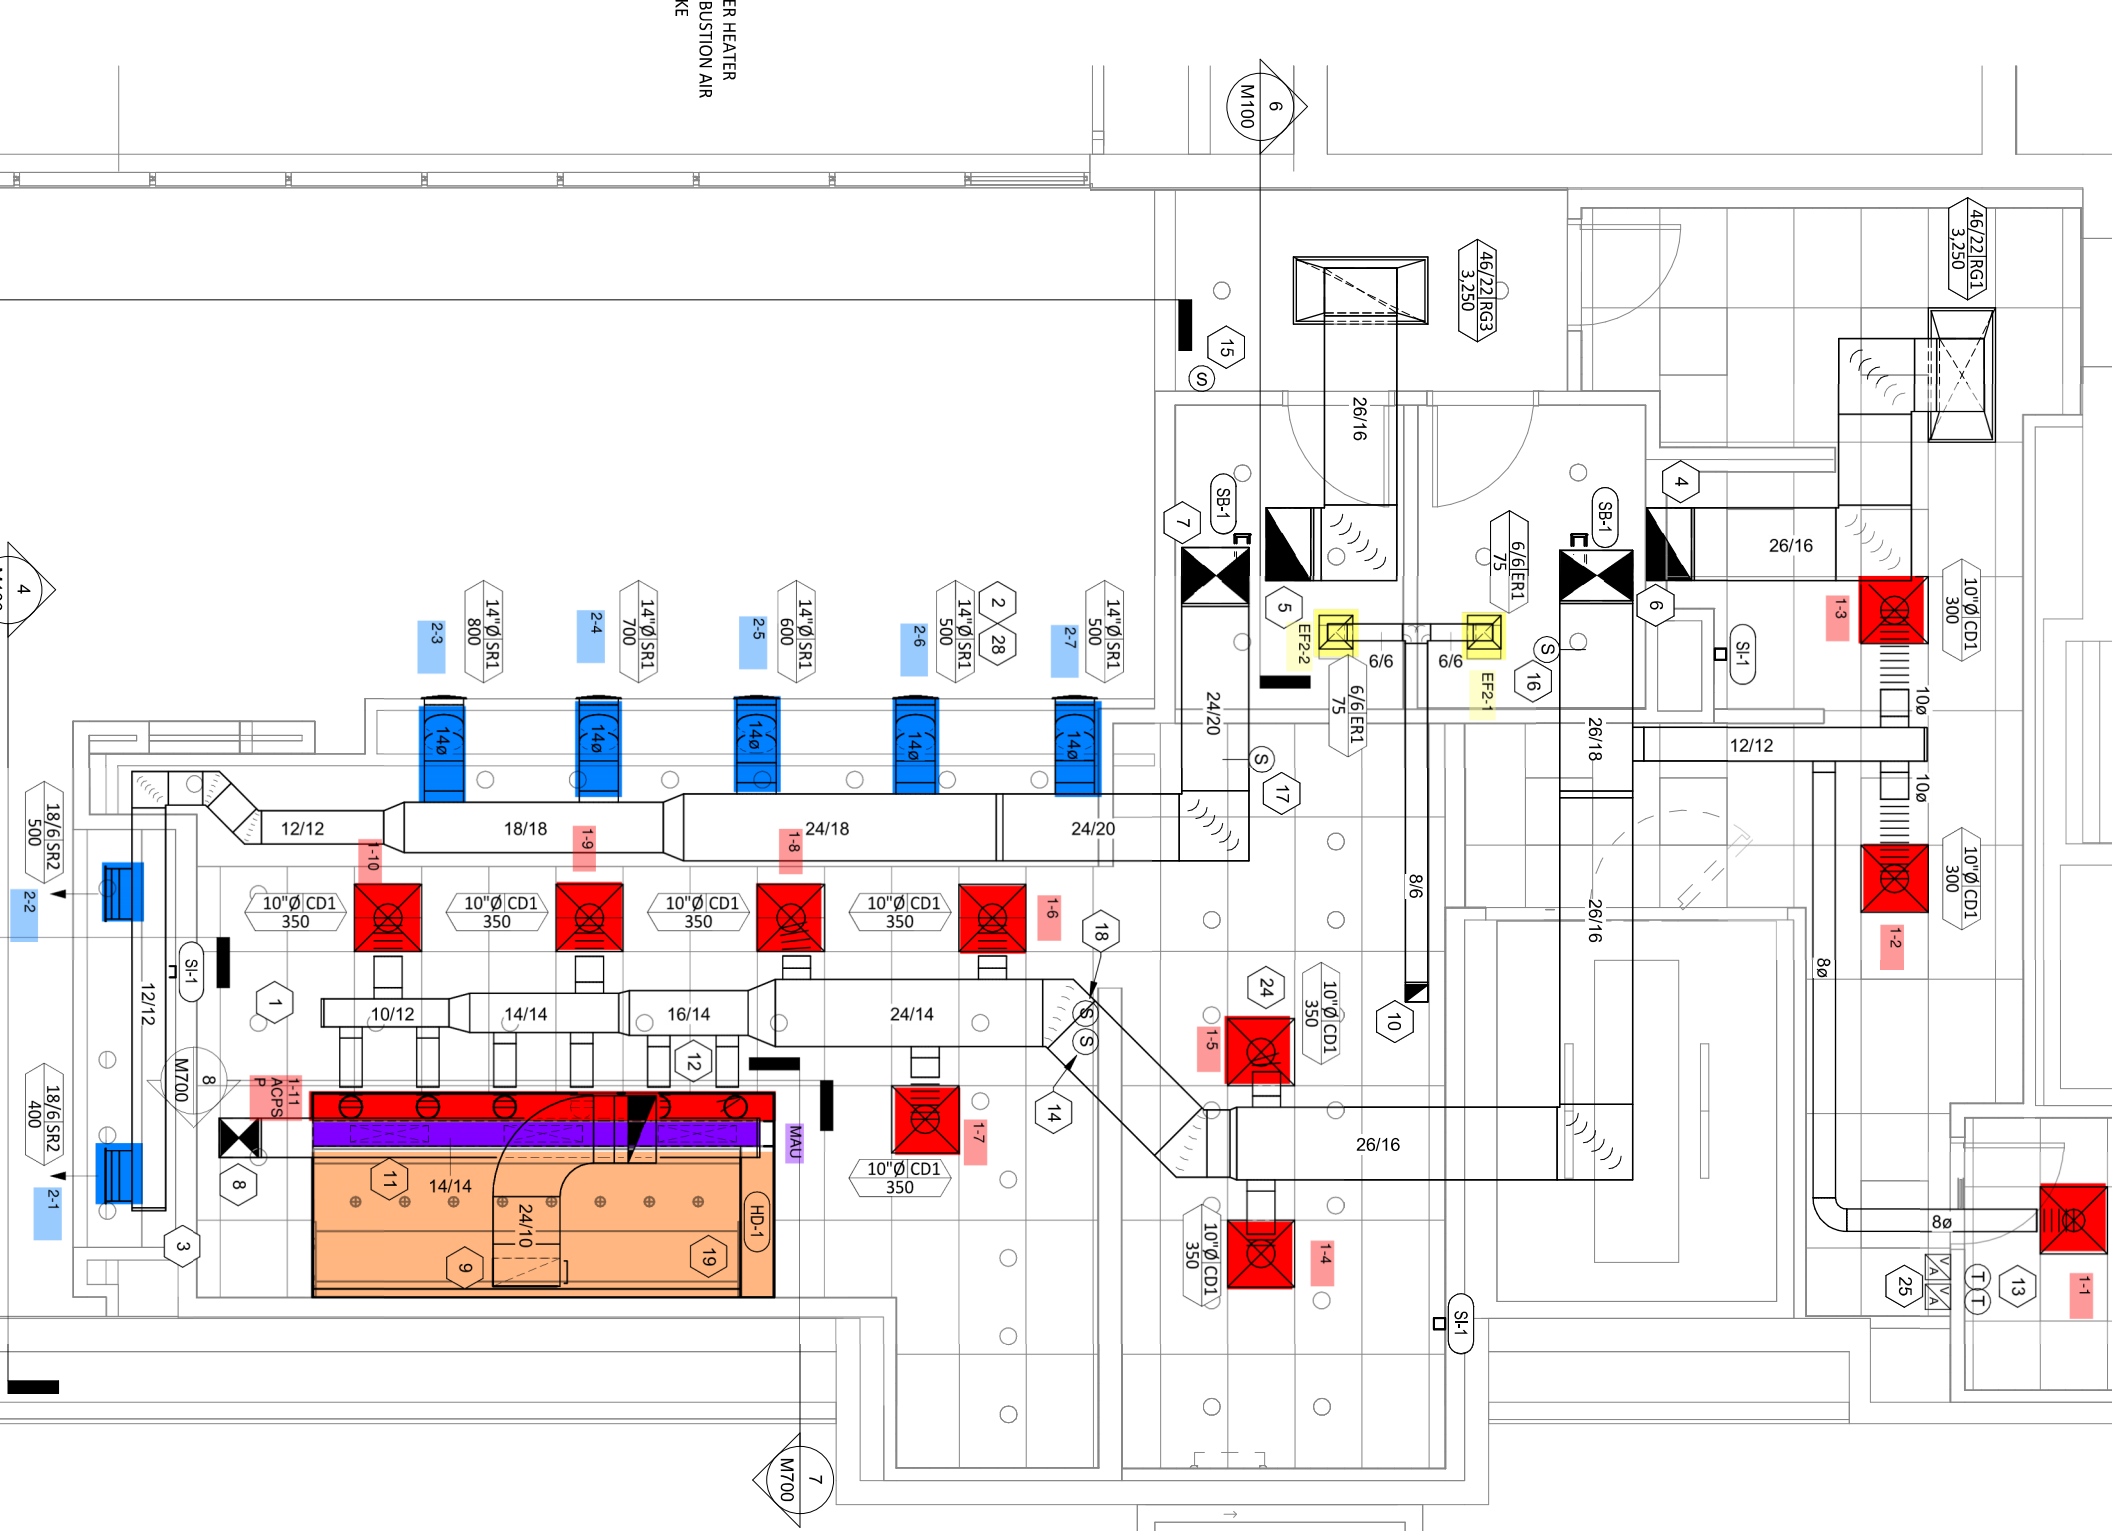 ER HEATER
BUSTION AIR
KE
6
M100
46/22 RG1
3,250
46/22 RG3
3,250
15
S
26/16
4
SB-1
7
SB-1
6/6 ER1
75
26/16
5
6
10"Ø CD1
300
1-3
SI-1
EF2-2
6/6
6/6
S
16
EF2-1
6/6 ER1
75
4
14"Ø SR1
800
2-3
14"Ø SR1
700
2-4
14"Ø SR1
600
2-5
14"Ø SR1
500
2-6
2
28
14"Ø SR1
500
2-7
14ø
14ø
14ø
14ø
14ø
24/20
S
17
26/18
12/12
10ø
10ø
12/12
18/18
24/18
24/20
1-10
1-9
1-8
18/6 SR2
500
2-2
10"Ø CD1
350
10"Ø CD1
350
10"Ø CD1
350
10"Ø CD1
350
1-6
18
8/6
26/16
10"Ø CD1
300
1-2
8ø
SI-1
12/12
1
10/12
14/14
16/14
24/14
S
S
24
10"Ø CD1
350
10
1-5
12
14
8
M700
1-11
ACPS
P
18/6 SR2
400
2-1
MAU
1-7
10"Ø CD1
350
26/16
8
11
14/14
3
24/10
9
19
HD-1
10"Ø CD1
350
1-4
SI-1
8ø
25
V
A
V
A
T
T
13
1-1
7
M700